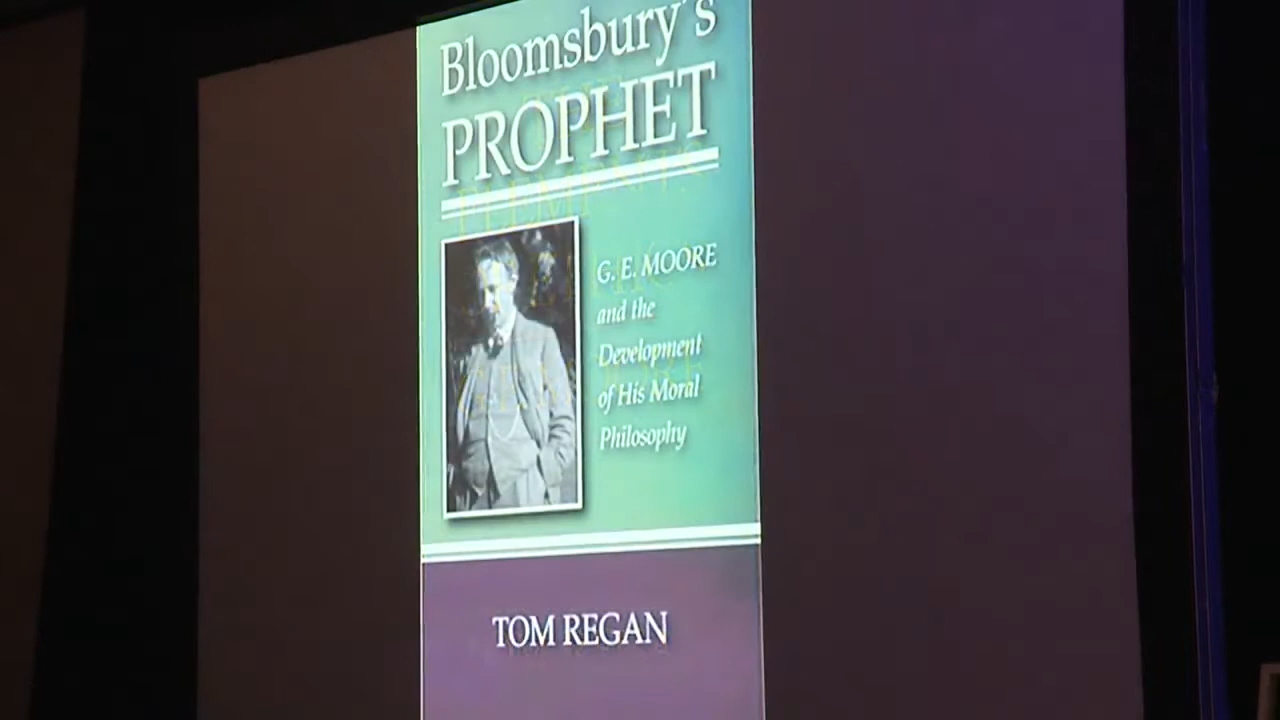 Bloomsbury's
PROPHET
G. E. MOORE
and the
Development
of His Moral
Philosophy
TOM REGAN